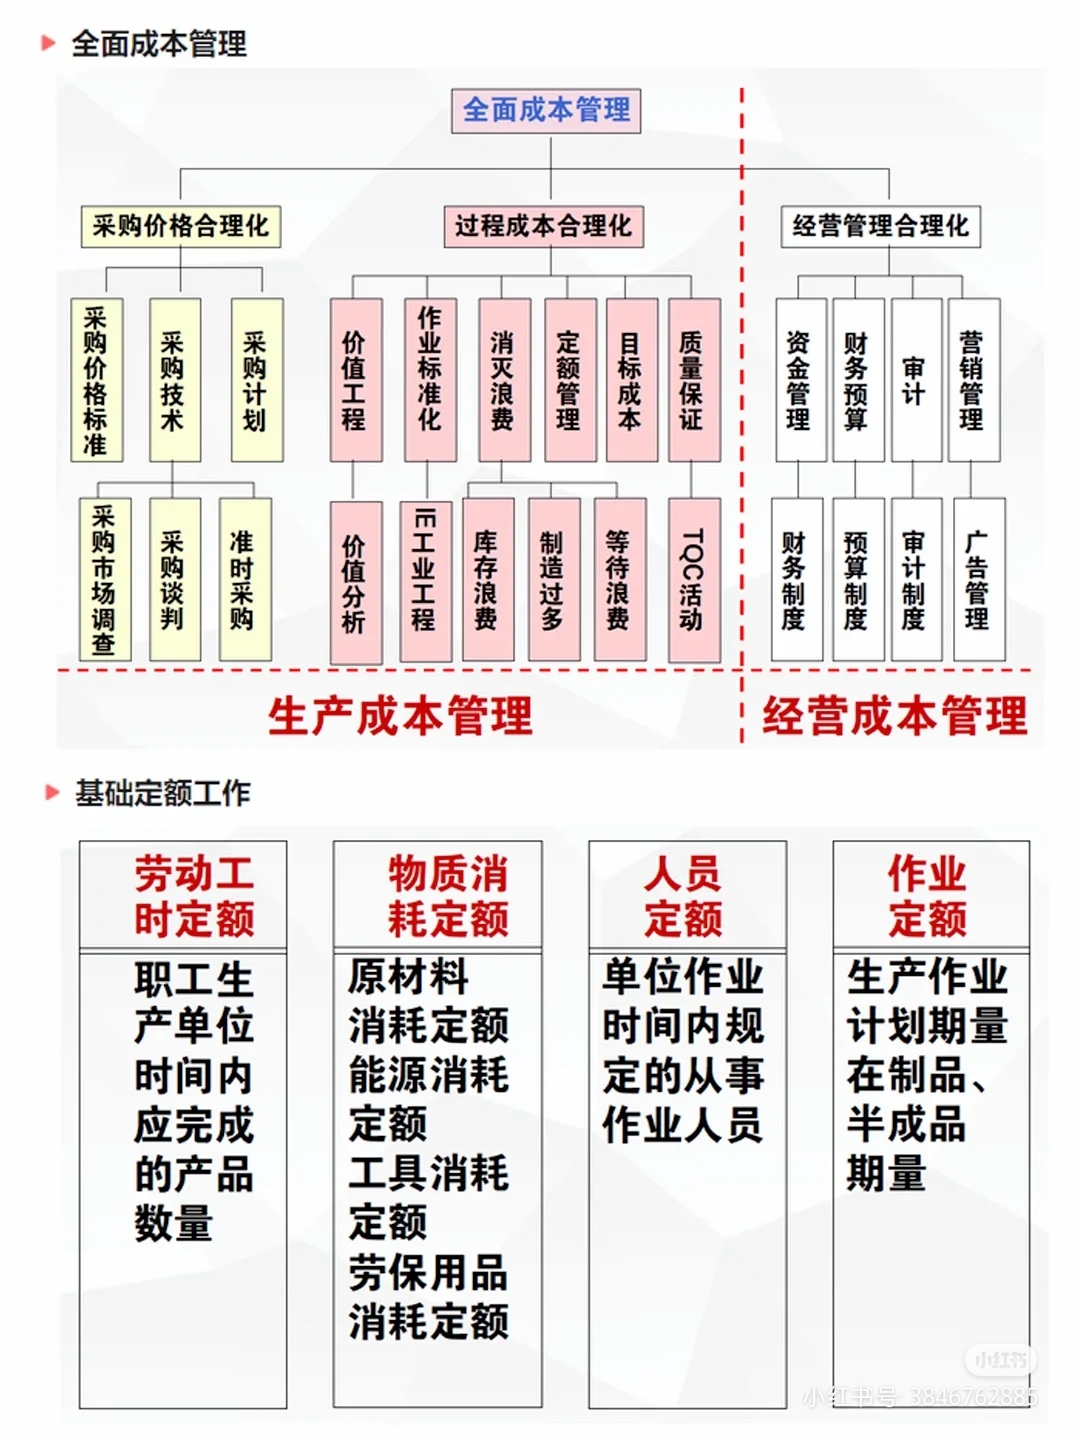 全面成本管理
全面成本管理
采购价格合理化
过程成本合理化
经营管理合理化
采购价格标准
采购技术
采购计划
价值工程
作业标准化
消灭浪费
定额管理
目标成本
质量保证
资金管理
财务预算
审计
营销管理
采购市场调查
采购谈判
准时采购
价值分析
IE工业工程
库存浪费
制造过多
等待浪费
TQC活动
财务制度
预算制度
审计制度
广告管理
生产成本管理
经营成本管理
基础定额工作
劳动工
时定额
职工生
产单位
时间内
应完成
的产品
数量
物质消
耗定额
原材料
消耗定额
能源消耗
定额
工具消耗
定额
劳保用品
消耗定额
人员
定额
单位作业
时间内规
定的从事
作业人员
作业
定额
生产作业
计划期量
在制品、
半成品
期量
小红书
小红书号: 3846762885